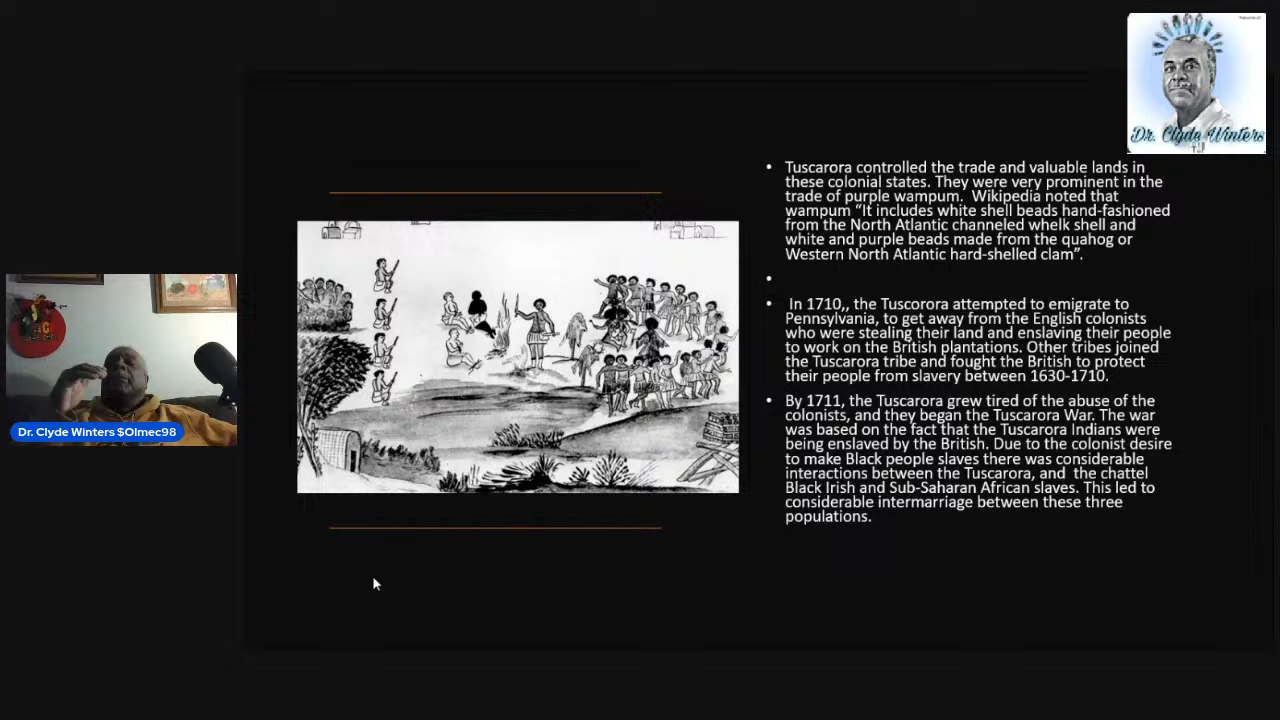 Dr. Clyde Winters
• Tuscarora controlled the trade and valuable lands in
these colonial states. They were very prominent in the
trade of purple wampum.  Wikipedia noted that
wampum “It includes white shell beads hand-fashioned
from the North Atlantic channeled whelk shell and
white and purple beads made from the quahog or
Western North Atlantic hard-shelled clam”.
•
•  In 1710,, the Tuscorora attempted to emigrate to
Pennsylvania, to get away from the English colonists
who were stealing their land and enslaving their people
to work on the British plantations. Other tribes joined
the Tuscarora tribe and fought the British to protect
their people from slavery between 1630-1710.
• By 1711, the Tuscarora grew tired of the abuse of the
colonists, and they began the Tuscarora War. The war
was based on the fact that the Tuscarora Indians were
being enslaved by the British. Due to the colonist desire
to make Black people slaves there was considerable
interactions between the Tuscarora, and  the chattel
Black Irish and Sub-Saharan African slaves. This led to
considerable intermarriage between these three
populations.
Dr. Clyde Winters $Olmec98